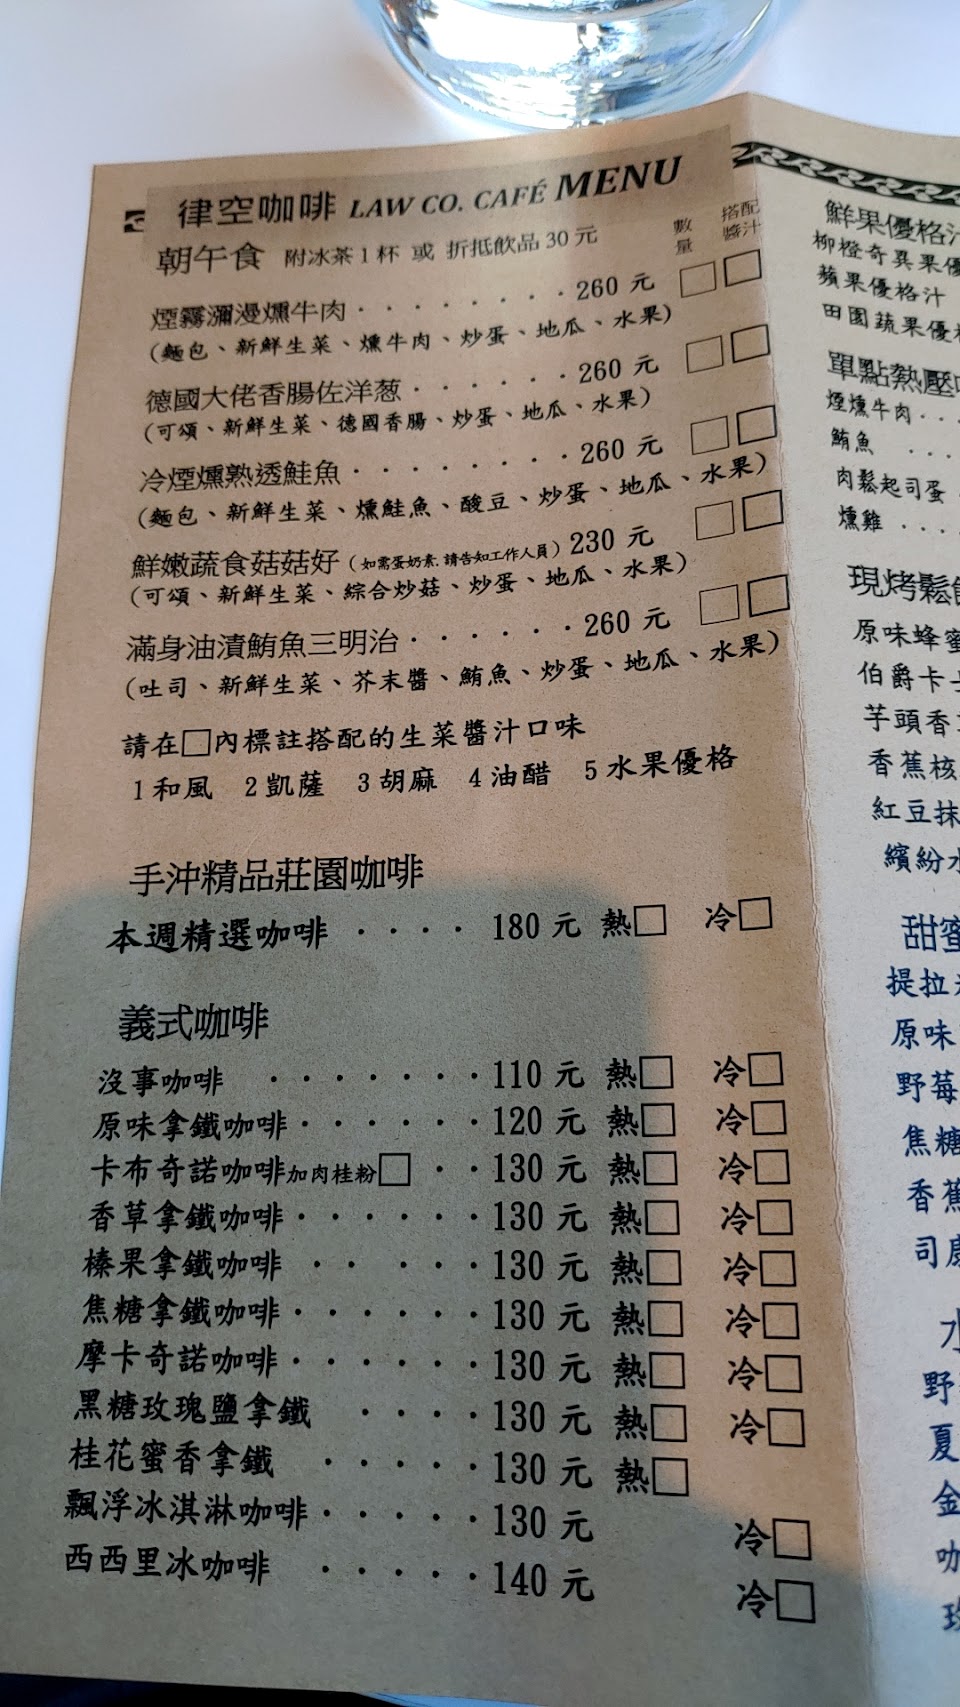 律空咖啡 LAW CO. CAFÉ MENU
朝午食 附冰茶1杯 或 折抵飲品30元 數量 搭配醬汁
煙霧瀰漫燻牛肉・・・・・・・・260 元 □ □
(麵包、新鮮生菜、燻牛肉、炒蛋、地瓜、水果)
德國大佬香腸佐洋葱・・・・・・260 元 □ □
(可頌、新鮮生菜、德國香腸、炒蛋、地瓜、水果)
冷煙燻熟透鮭魚・・・・・・・・260 元 □ □
(麵包、新鮮生菜、燻鮭魚、酸豆、炒蛋、地瓜、水果)
鮮嫩蔬食菇菇好(如需蛋奶素.請告知工作人員)230 元 □ □
(可頌、新鮮生菜、綜合炒菇、炒蛋、地瓜、水果)
滿身油漬鮪魚三明治・・・・・・260 元 □ □
(吐司、新鮮生菜、芥末醬、鮪魚、炒蛋、地瓜、水果)
請在□內標註搭配的生菜醬汁口味
1和風 2凱薩 3胡麻 4油醋 5水果優格
手沖精品莊園咖啡
本週精選咖啡・・・・180 元 熱□ 冷□
義式咖啡
沒事咖啡・・・・・・・110 元 熱□ 冷□
原味拿鐵咖啡・・・・・・120 元 熱□ 冷□
卡布奇諾咖啡加肉桂粉□・・130 元 熱□ 冷□
香草拿鐵咖啡・・・・・・130 元 熱□ 冷□
榛果拿鐵咖啡・・・・・・130 元 熱□ 冷□
焦糖拿鐵咖啡・・・・・・130 元 熱□ 冷□
摩卡奇諾咖啡・・・・・・130 元 熱□ 冷□
黑糖玫瑰鹽拿鐵・・・・130 元 熱□ 冷□
桂花蜜香拿鐵・・・・・130 元 熱□
飄浮冰淇淋咖啡・・・・・130 元 冷□
西西里冰咖啡・・・・・140 元 冷□
鮮果優格汁
柳橙奇異果優
蘋果優格汁
田園蔬果優格
單點熱壓
煙燻牛肉・・
鮪魚・・・
肉鬆起司蛋
燻雞・・・
現烤鬆餅
原味蜂蜜
伯爵卡士
芋頭香
香蕉核
紅豆抹
繽紛水
甜蜜
提拉
原味
野莓
焦糖
香蕉
司康
水
野
夏
金
咖